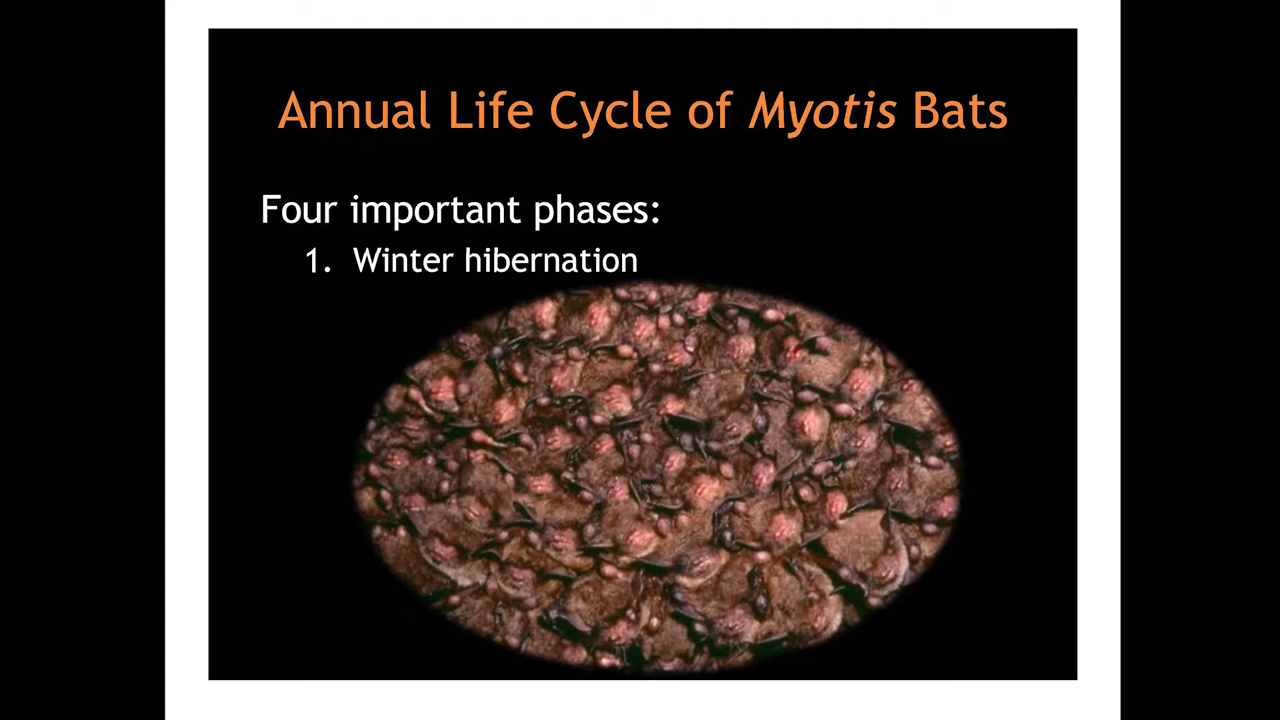 Annual Life Cycle of Myotis Bats
Four important phases:
1. Winter hibernation